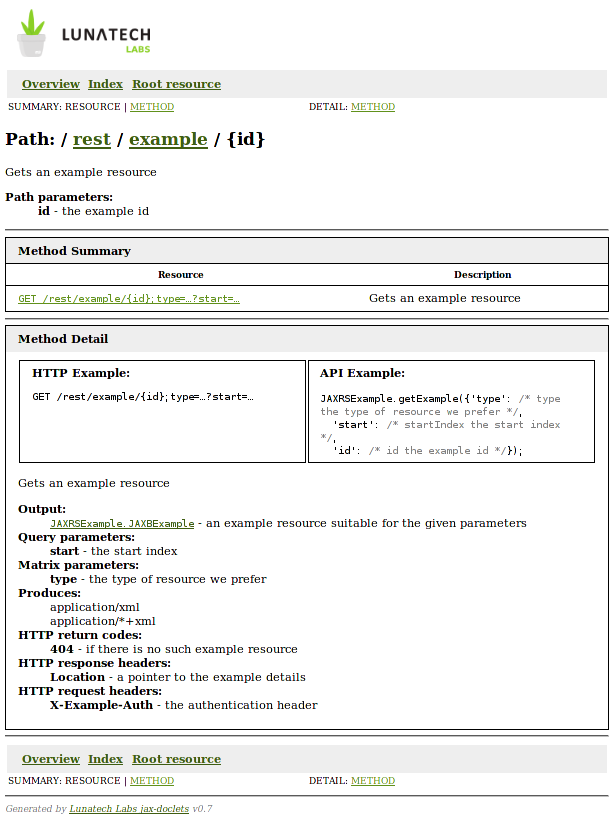 LUNATECH
LABS
Overview Index Root resource
SUMMARY: RESOURCE | METHOD DETAIL: METHOD
Path: / rest / example / {id}
Gets an example resource
Path parameters:
id - the example id
Method Summary
Resource Description
GET /rest/example/{id};type=…?start=… Gets an example resource
Method Detail
HTTP Example:
GET /rest/example/{id};type=…?start=…
API Example:
JAXRSExample.getExample({'type': /* type
the type of resource we prefer */,
'start': /* startIndex the start index
*/,
'id': /* id the example id */});
Gets an example resource
Output:
JAXRSExample.JAXBExample - an example resource suitable for the given parameters
Query parameters:
start - the start index
Matrix parameters:
type - the type of resource we prefer
Produces:
application/xml
application/*+xml
HTTP return codes:
404 - if there is no such example resource
HTTP response headers:
Location - a pointer to the example details
HTTP request headers:
X-Example-Auth - the authentication header
Overview Index Root resource
SUMMARY: RESOURCE | METHOD DETAIL: METHOD
Generated by Lunatech Labs jax-doclets v0.7